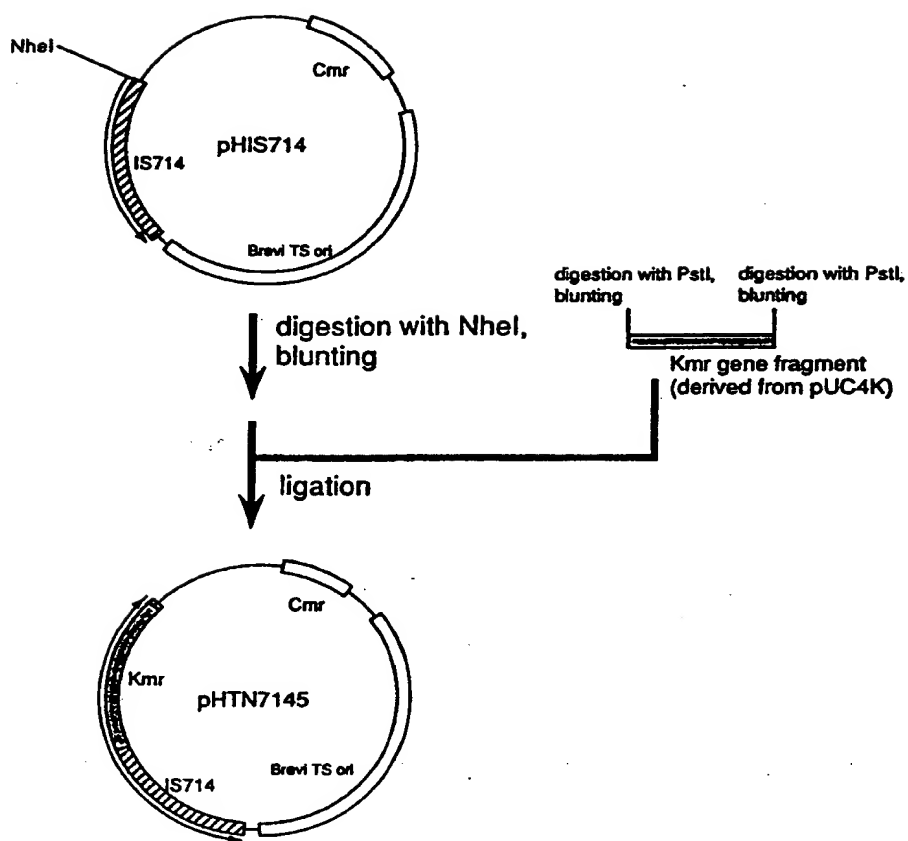 NheI
Cmr
pHIS714
IS714
Brevi TS ori
digestion with PstI,
blunting
digestion with PstI,
blunting
digestion with NheI,
blunting
Kmr gene fragment
(derived from pUC4K)
ligation
Cmr
Kmr
pHTN7145
IS714
Brevi TS ori